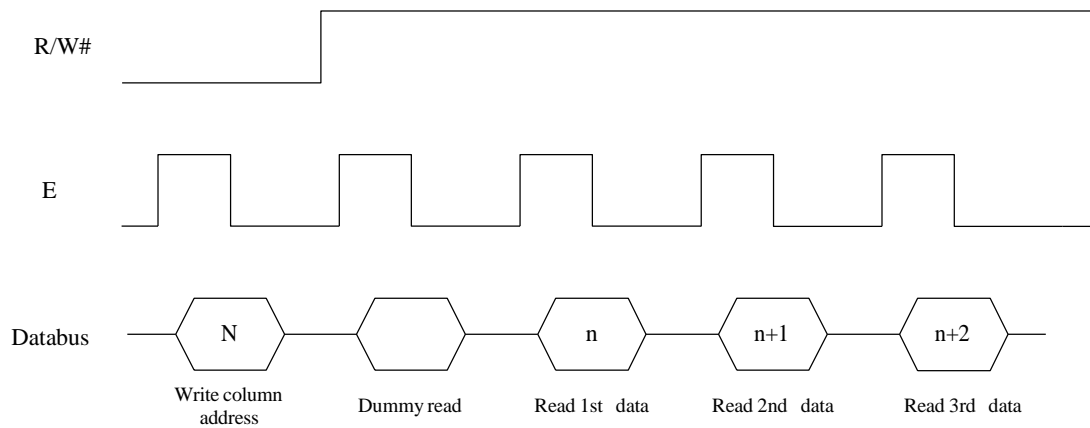 R/W#
E
Databus
N
n
n+1
n+2
Write column
address
Dummy read
Read 1st data
Read 2nd data
Read 3rd data